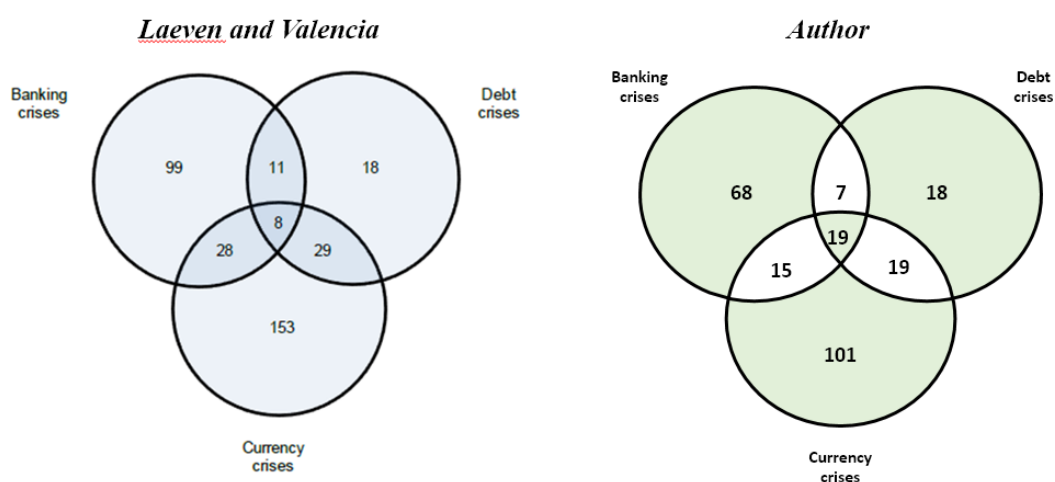 Laeven and Valencia
Banking
crises
Debt
crises
99
11
18
8
28
29
153
Currency
crises
Author
Banking
crises
Debt
crises
68
7
18
19
15
19
101
Currency
crises